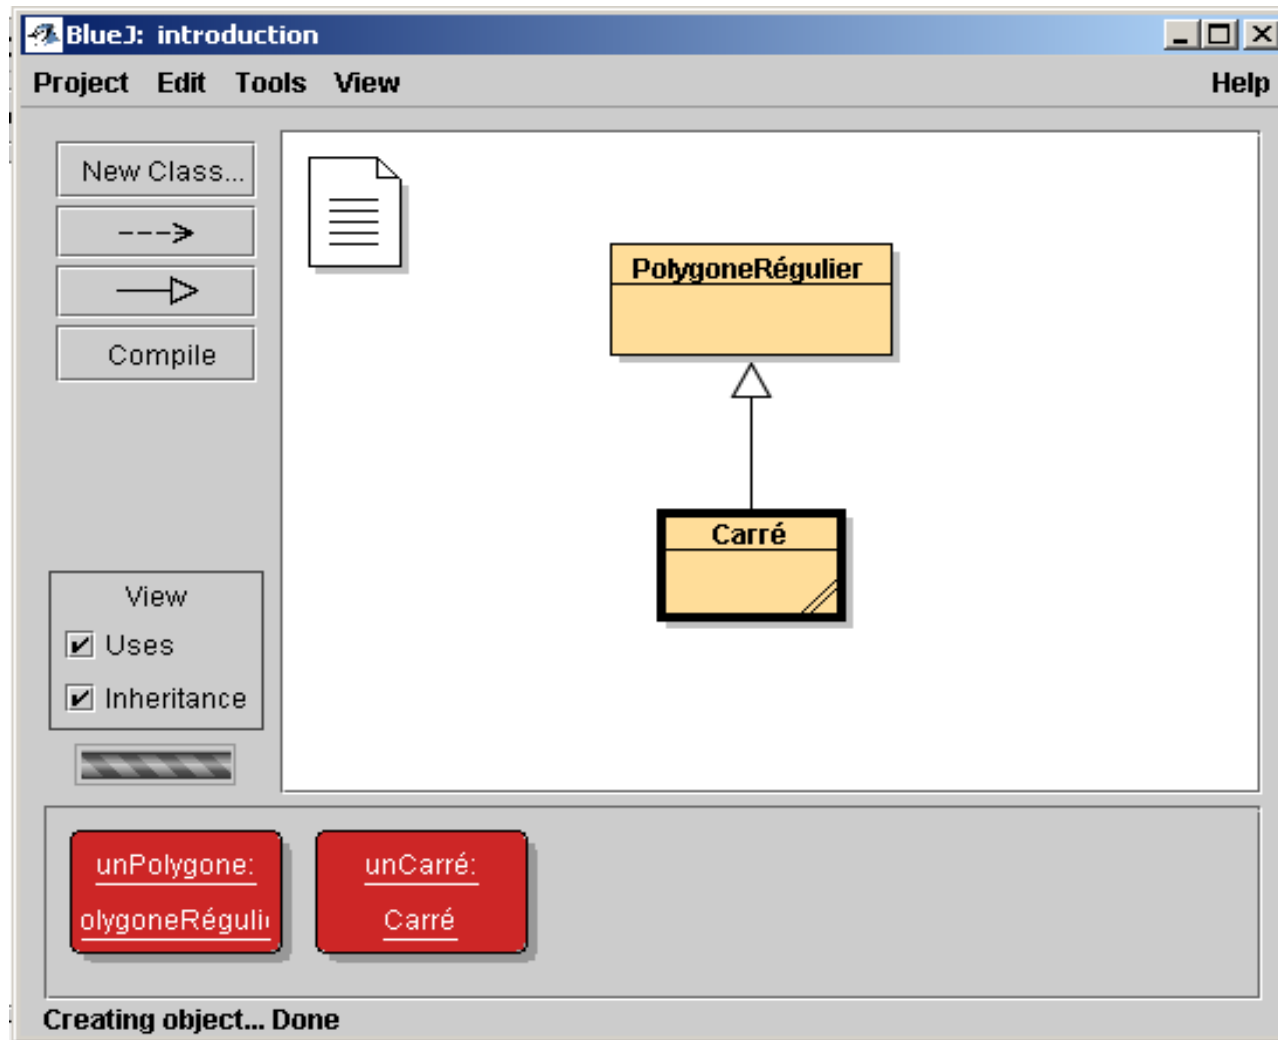 BlueJ: introduction
Project Edit Tools View Help
New Class...
Compile
PolygoneRégulier
Carré
View
Uses
Inheritance
unPolygone:
olygoneRéguli
unCarré:
Carré
Creating object... Done